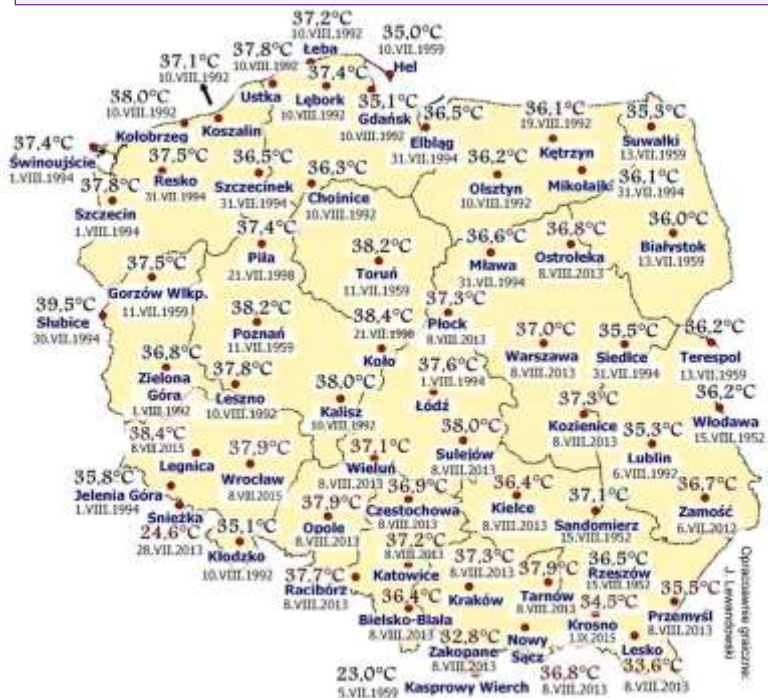 37,2°C
10.VIII.1992
Łeba
35,0°C
10.VII.1959
Hel
37,8°C
10.VIII.1992
Ustka
37,4°C
Lębork
10.VIII.1992
37,1°C
10.VIII.1992
Koszalin
35,1°C
Gdańsk
10.VIII.1992
38,0°C
10.VIII.1992
Kołobrzeg
36,5°C
Elbląg
31.VII.1994
36,1°C
19.VIII.1992
Kętrzyn
35,3°C
Suwałki
13.VII.1959
37,4°C
Świnoujście
1.VIII.1994
37,5°C
Resko
31.VII.1994
36,5°C
Szczecinek
31.VII.1994
36,3°C
Chojnice
10.VIII.1992
36,2°C
Olsztyn
10.VIII.1992
Mikołajki
36,1°C
31.VII.1994
37,8°C
Szczecin
1.VIII.1994
37,4°C
Piła
21.VII.1998
38,2°C
Toruń
11.VII.1959
36,6°C
Mława
31.VII.1994
36,8°C
Ostrołęka
8.VIII.2013
36,0°C
Białystok
13.VII.1959
37,5°C
Gorzów Wlkp.
11.VII.1959
39,5°C
Słubice
30.VII.1994
38,2°C
Poznań
11.VII.1959
38,4°C
21.VII.1998
Koło
37,3°C
Płock
8.VIII.2013
37,0°C
Warszawa
8.VIII.2013
35,5°C
Siedlce
31.VII.1994
36,2°C
Terespol
13.VII.1959
36,8°C
Zielona
Góra
1.VIII.1992
37,8°C
Leszno
10.VIII.1992
38,0°C
Kalisz
10.VIII.1992
37,6°C
1.VIII.1994
Łódź
37,3°C
Kozienice
8.VIII.2013
36,2°C
Włodawa
15.VIII.1952
38,4°C
8.VIII.2015
Legnica
37,9°C
Wrocław
8.VIII.2015
37,1°C
Wieluń
8.VIII.2013
38,0°C
Sulejów
8.VIII.2013
35,3°C
Lublin
6.VIII.1992
35,8°C
Jelenia Góra
1.VIII.1994
Śnieżka
24,6°C
28.VII.2013
35,1°C
Kłodzko
10.VIII.1992
37,9°C
Opole
8.VIII.2013
36,9°C
Częstochowa
8.VIII.2013
36,4°C
Kielce
8.VIII.2013
37,1°C
Sandomierz
15.VIII.1952
36,7°C
Zamość
6.VII.2012
37,7°C
Racibórz
8.VIII.2013
37,2°C
8.VIII.2013
Katowice
37,3°C
8.VIII.2013
Kraków
37,9°C
Tarnów
8.VIII.2013
36,5°C
Rzeszów
15.VIII.1952
36,4°C
Bielsko-Biała
8.VIII.2013
34,5°C
Krosno
1.IX.2015
35,5°C
Przemyśl
8.VIII.2013
32,8°C
Zakopane
8.VIII.2013
Nowy
Sącz
36,8°C
8.VIII.2013
Lesko
33,6°C
8.VIII.2013
23,0°C
5.VII.1959
Kasprowy Wierch
Opracowanie graficzne:
J. Lewandowski